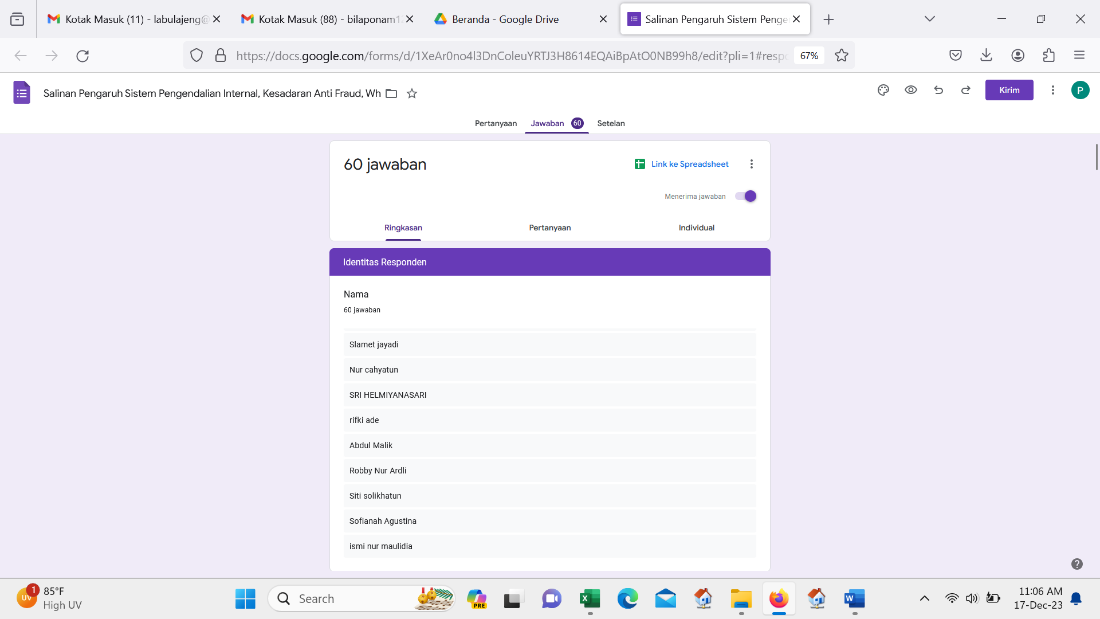 Kotak Masuk (11) - labulajeng@
Kotak Masuk (88) - bilaponam1
Beranda - Google Drive
Salinan Pengaruh Sistem Penge
https://docs.google.com/forms/d/1XeAr0no4l3DnColeuYRTJ3H8614EQAiBpAtO0NB99h8/edit?pli=1#resp
67%
Salinan Pengaruh Sistem Pengendalian Internal, Kesadaran Anti Fraud, Wh
Kirim
P
Pertanyaan
Jawaban 60
Setelan
60 jawaban
Link ke Spreadsheet
Menerima jawaban
Ringkasan
Pertanyaan
Individual
Identitas Responden
Nama
60 jawaban
Slamet jayadi
Nur cahyatun
SRI HELMIYANASARI
rifki ade
Abdul Malik
Robby Nur Ardli
Siti solikhatun
Sofianah Agustina
ismi nur maulidia
UV
1
85°F
High UV
Search
PRE
11:06 AM
17-Dec-23